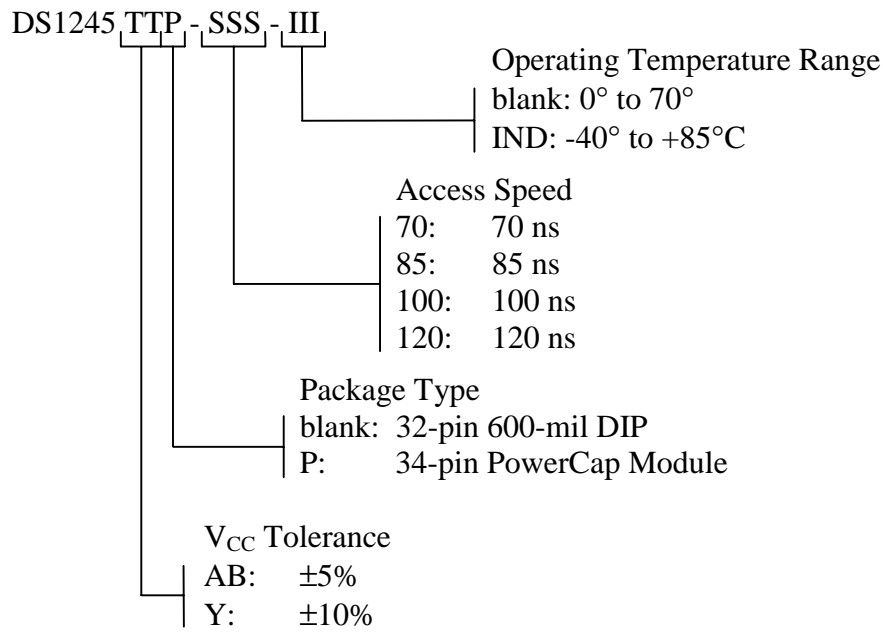 DS1245 TTP - SSS - III
Operating Temperature Range
blank: 0° to 70°
IND: -40° to +85°C
Access Speed
70: 70 ns
85: 85 ns
100: 100 ns
120: 120 ns
Package Type
blank: 32-pin 600-mil DIP
P: 34-pin PowerCap Module
VCC Tolerance
AB: ±5%
Y: ±10%